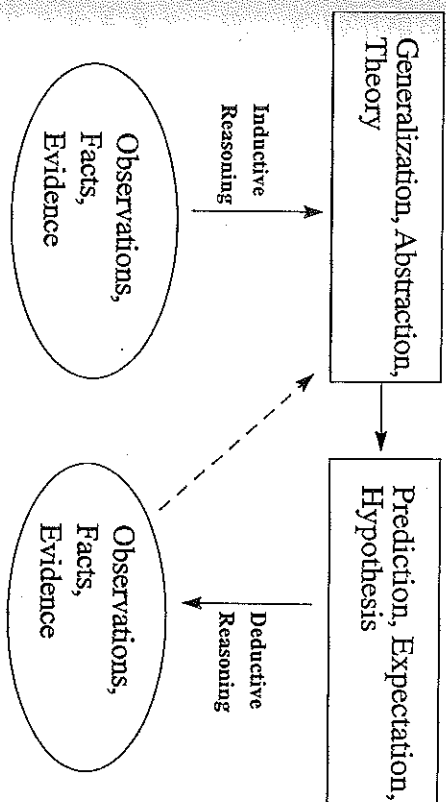 Generalization, Abstraction,
Theory
Prediction, Expectation,
Hypothesis
Inductive
Reasoning
Deductive
Reasoning
Observations,
Facts,
Evidence
Observations,
Facts,
Evidence